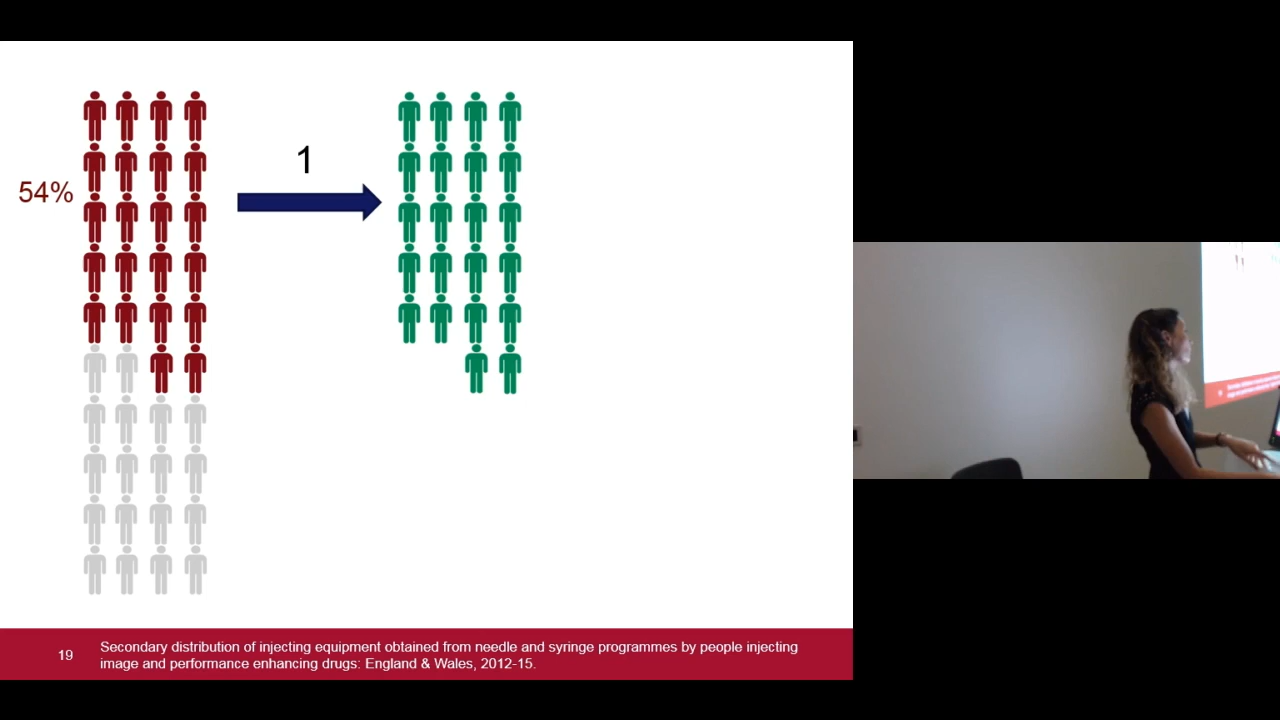 54%
1
19
Secondary distribution of injecting equipment obtained from needle and syringe programmes by people injecting
image and performance enhancing drugs: England & Wales, 2012-15.